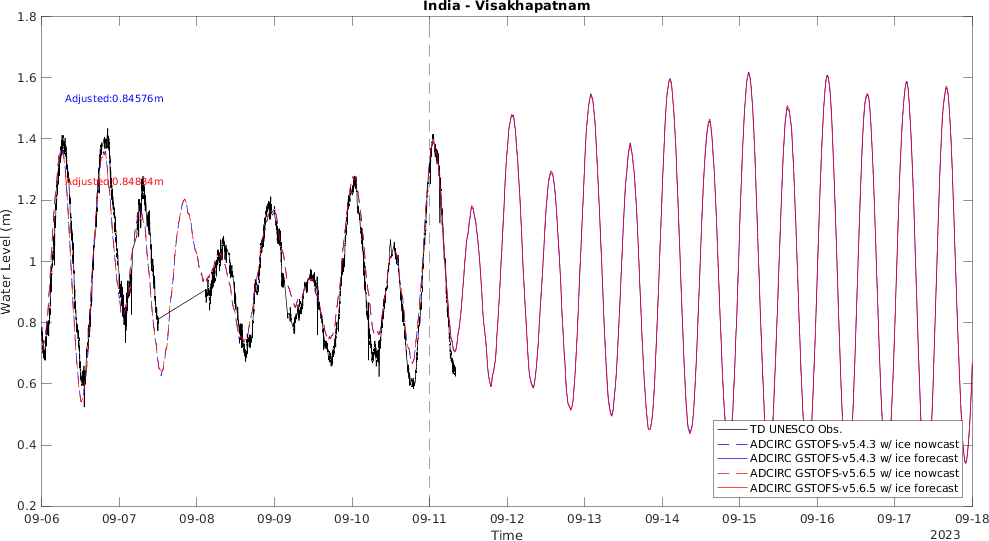 India - Visakhapatnam
1.8
1.6
1.4
1.2
1
0.8
0.6
0.4
0.2
Water Level (m)
Adjusted:0.84576m
Adjusted:0.84884m
TD UNESCO Obs.
ADCIRC GSTOFS-v5.4.3 w/ ice nowcast
ADCIRC GSTOFS-v5.4.3 w/ ice forecast
ADCIRC GSTOFS-v5.6.5 w/ ice nowcast
ADCIRC GSTOFS-v5.6.5 w/ ice forecast
09-06 09-07 09-08 09-09 09-10 09-11 09-12 09-13 09-14 09-15 09-16 09-17 09-18
Time
2023